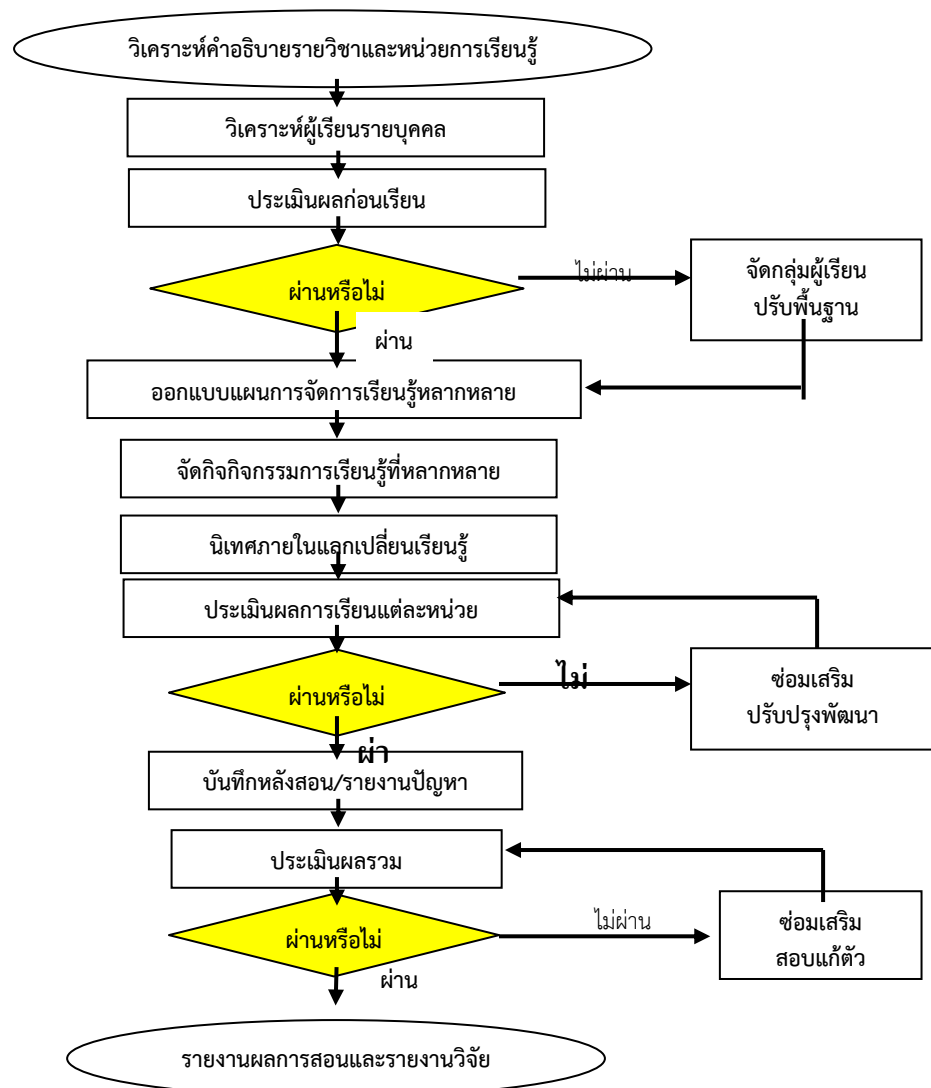 วิเคราะห์คำอธิบายรายวิชาและหน่วยการเรียนรู้
วิเคราะห์ผู้เรียนรายบุคคล
ประเมินผลก่อนเรียน
ผ่านหรือไม่
ไม่ผ่าน
จัดกลุ่มผู้เรียน
ปรับพื้นฐาน
ผ่าน
ออกแบบแผนการจัดการเรียนรู้หลากหลาย
จัดกิจกิจกรรมการเรียนรู้ที่หลากหลาย
นิเทศภายในแลกเปลี่ยนเรียนรู้
ประเมินผลการเรียนแต่ละหน่วย
ผ่านหรือไม่
ไม่
ซ่อมเสริม
ปรับปรุงพัฒนา
ผ่า
บันทึกหลังสอน/รายงานปัญหา
ประเมินผลรวม
ผ่านหรือไม่
ไม่ผ่าน
ซ่อมเสริม
สอบแก้ตัว
ผ่าน
รายงานผลการสอนและรายงานวิจัย